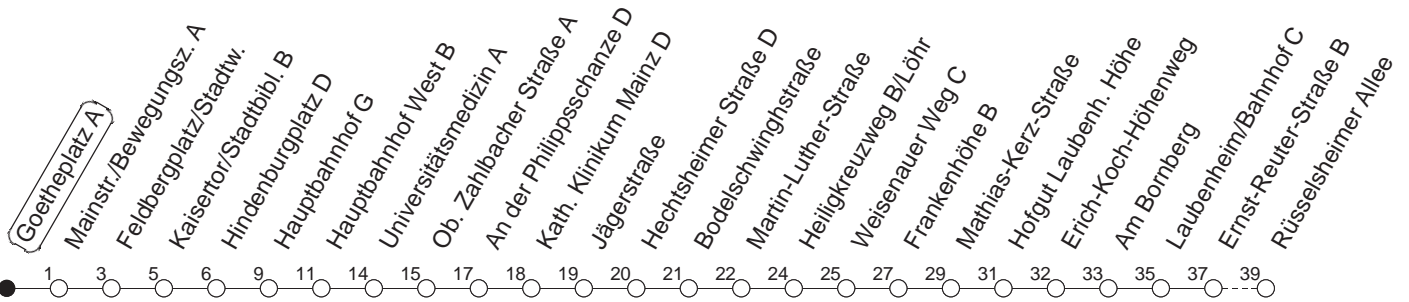 Goetheplatz A
Mainstr./Bewegungsz. A
Feldbergplatz/Stadtw.
Kaisertor/Stadtbibl. B
Hindenburgplatz D
Hauptbahnhof G
Hauptbahnhof West B
Universitätsmedizin A
Ob. Zahlbacher Straße A
An der Philippsschanze D
Kath. Klinikum Mainz D
Jägerstraße
Hechtsheimer Straße D
Bodelschwinghstraße
Martin-Luther-Straße
Heiligkreuzweg B/Löhr
Weisenauer Weg C
Frankenhöhe B
Mathias-Kerz-Straße
Hofgut Laubenh. Höhe
Erich-Koch-Höhenweg
Am Bornberg
Laubenheim/Bahnhof C
Ernst-Reuter-Straße B
Rüsselsheimer Allee
1 3 5 6 9 11 14 15 17 18 19 20 21 22 24 25 27 29 31 32 33 35 37 39